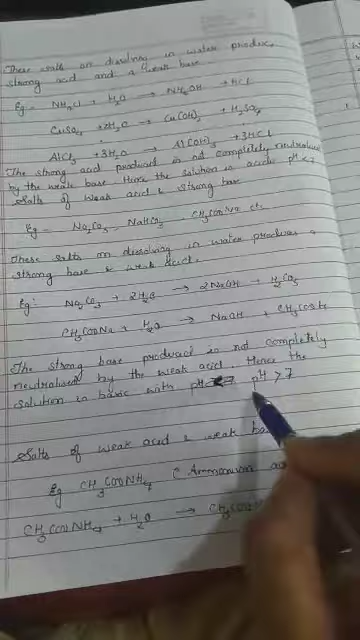 These salts on dissolving in water produce
strong acid and a weak base
Eg - NH4Cl + H2O → NH4OH + HCl
CuSO4 + 2H2O → Cu(OH)2 + H2SO4
AlCl3 + 3H2O → Al(OH)3 + 3HCl
The strong acid produced is not completely neutralised
by the weak base. Hence the solution is acidic pH < 7
Salts of weak acid & strong base
Eg - Na2CO3, NaHCO3, CH3COONa etc
These salts on dissolving in water produces a
strong base & weak acid.
Eg: Na2CO3 + 2H2O → 2NaOH + H2CO3
CH3COONa + H2O → NaOH + CH3COOH
The strong base produced is not completely
neutralised by the weak acid. Hence the
solution is basic with pH > 7
Salts of weak acid & weak
Eg CH3COONH4 (Ammonium
CH3COONH4 + H2O →